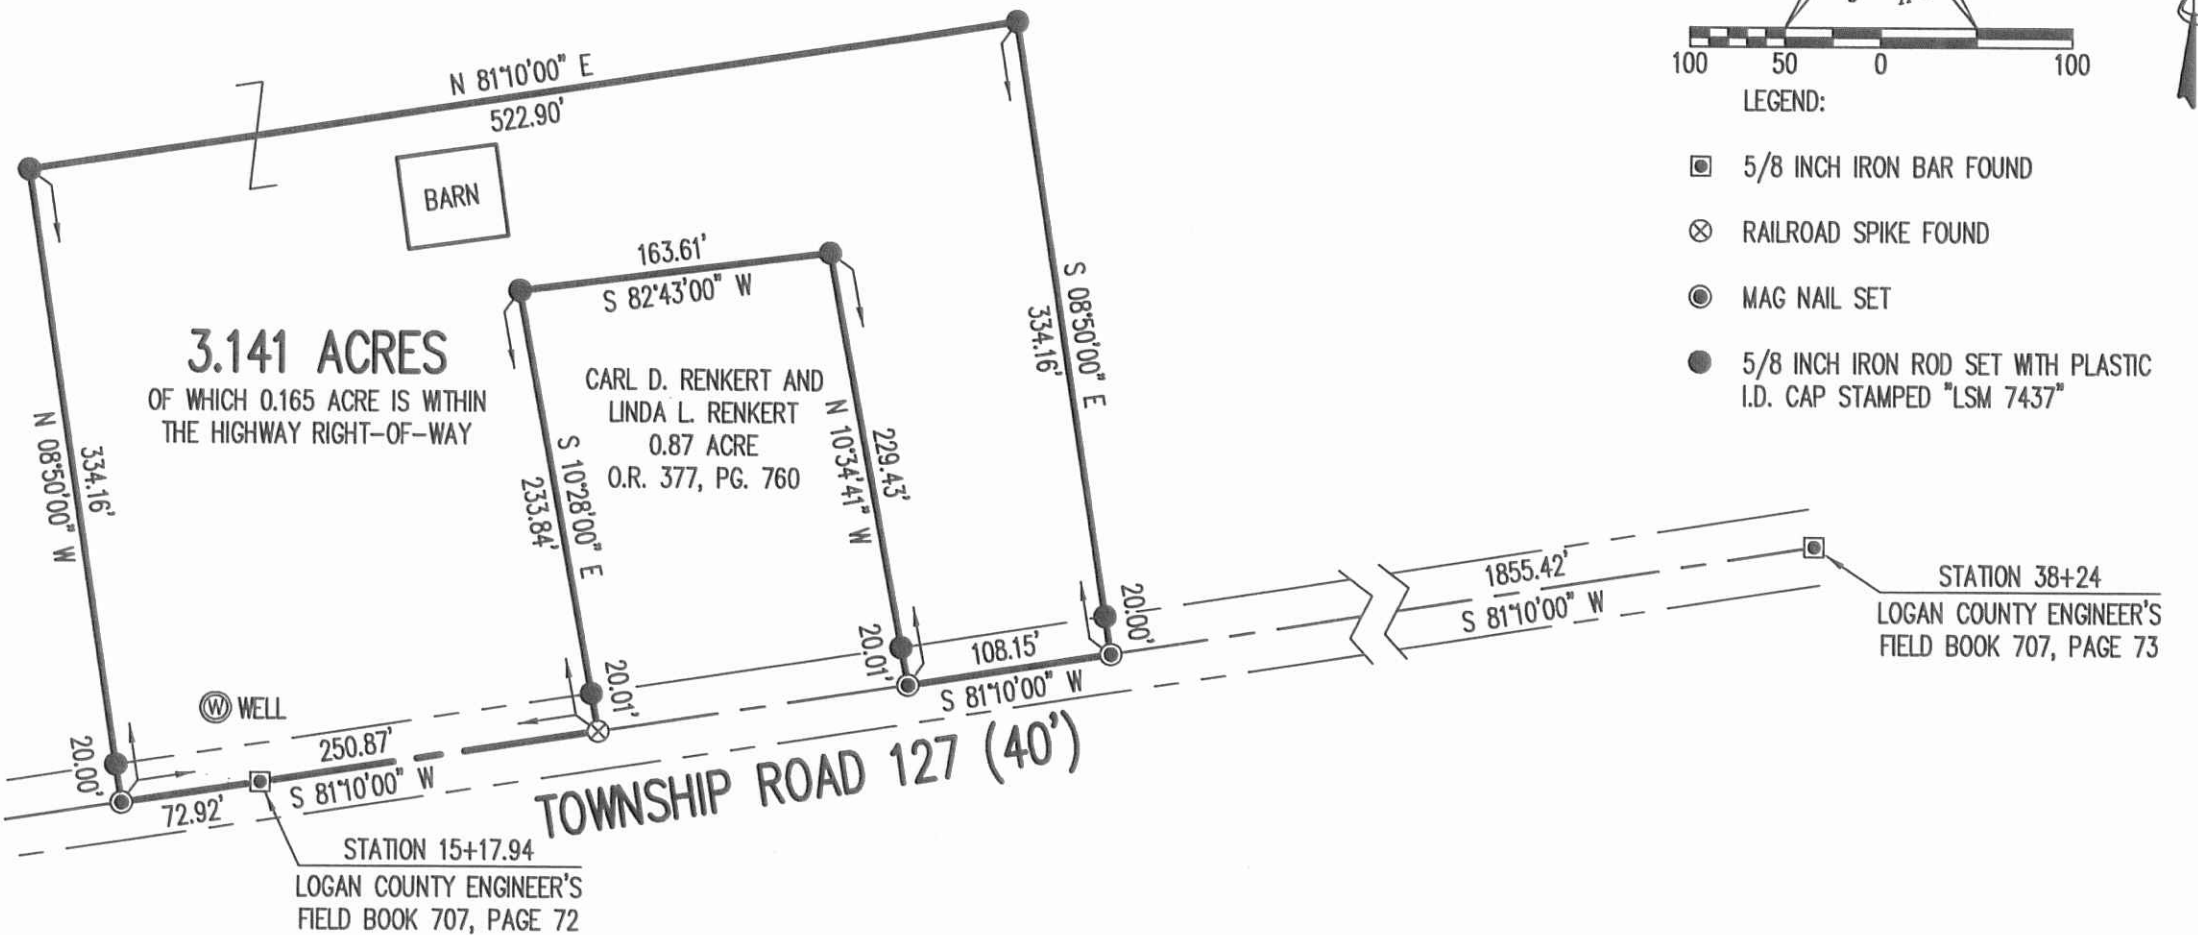 N 81°10'00" E
522.90'
BARN
163.61'
S 82°43'00" W
3.141 ACRES
OF WHICH 0.165 ACRE IS WITHIN
THE HIGHWAY RIGHT-OF-WAY
CARL D. RENKERT AND
LINDA L. RENKERT
0.87 ACRE
O.R. 377, PG. 760
N 08°50'00" W
334.16'
S 10°28'00" E
233.84'
N 10°34'41" W
229.43'
S 08°50'00" E
334.16'
20.00'
20.01'
20.01'
20.00'
W WELL
250.87'
S 81°10'00" W
72.92'
108.15'
S 81°10'00" W
1855.42'
S 81°10'00" W
TOWNSHIP ROAD 127 (40')
STATION 15+17.94
LOGAN COUNTY ENGINEER'S
FIELD BOOK 707, PAGE 72
STATION 38+24
LOGAN COUNTY ENGINEER'S
FIELD BOOK 707, PAGE 73
100 50 0 100
LEGEND:
5/8 INCH IRON BAR FOUND
RAILROAD SPIKE FOUND
MAG NAIL SET
5/8 INCH IRON ROD SET WITH PLASTIC
I.D. CAP STAMPED "LSM 7437"